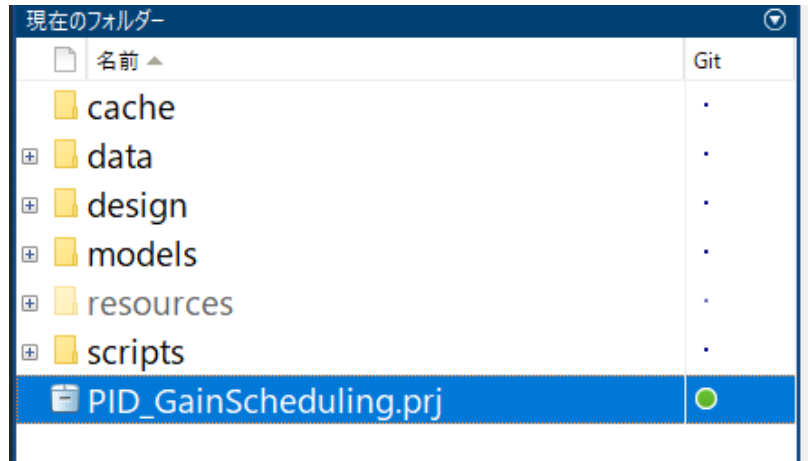 現在のフォルダー
名前 Git
cache
data
design
models
resources
scripts
PID_GainScheduling.prj